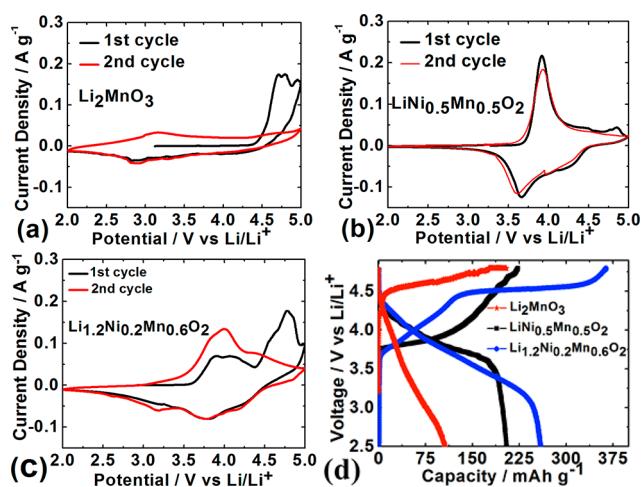 0.3
0.2
0.1
0.0
-0.1
Current Density / A g-1
1st cycle
2nd cycle
Li2MnO3
(a)
2.0 2.5 3.0 3.5 4.0 4.5 5.0
Potential / V vs Li/Li+
0.3
0.2
0.1
0.0
-0.1
Current Density / A g-1
1st cycle
2nd cycle
LiNi0.5Mn0.5O2
(b)
2.0 2.5 3.0 3.5 4.0 4.5 5.0
Potential / V vs Li/Li+
0.3
0.2
0.1
0.0
-0.1
Current Density / A g-1
1st cycle
2nd cycle
Li1.2Ni0.2Mn0.6O2
(c)
2.0 2.5 3.0 3.5 4.0 4.5 5.0
Potential / V vs Li/Li+
4.5
4.0
3.5
3.0
2.5
Voltage / V vs Li/Li+
Li2MnO3
LiNi0.5Mn0.5O2
Li1.2Ni0.2Mn0.6O2
(d)
0 75 150 225 300 375 400
Capacity / mAh g-1